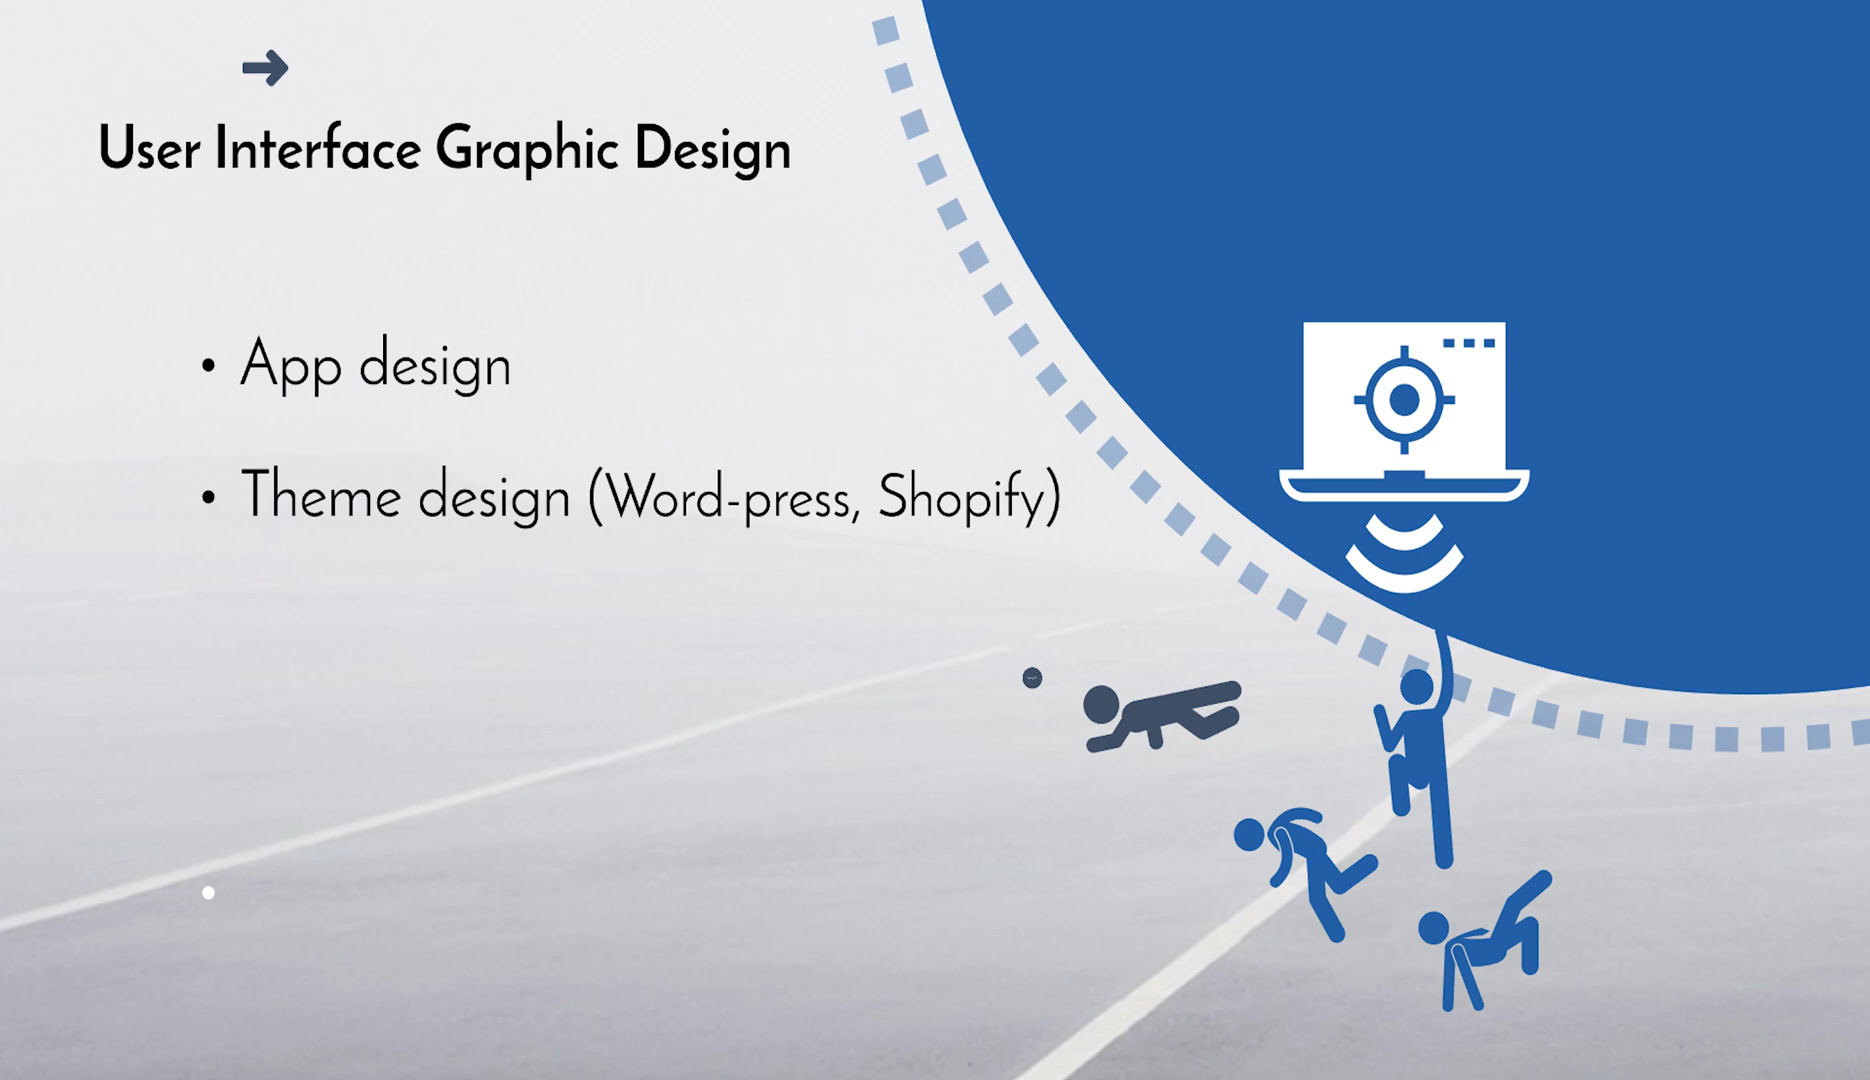 User Interface Graphic Design
• App design
• Theme design (Word-press, Shopify)